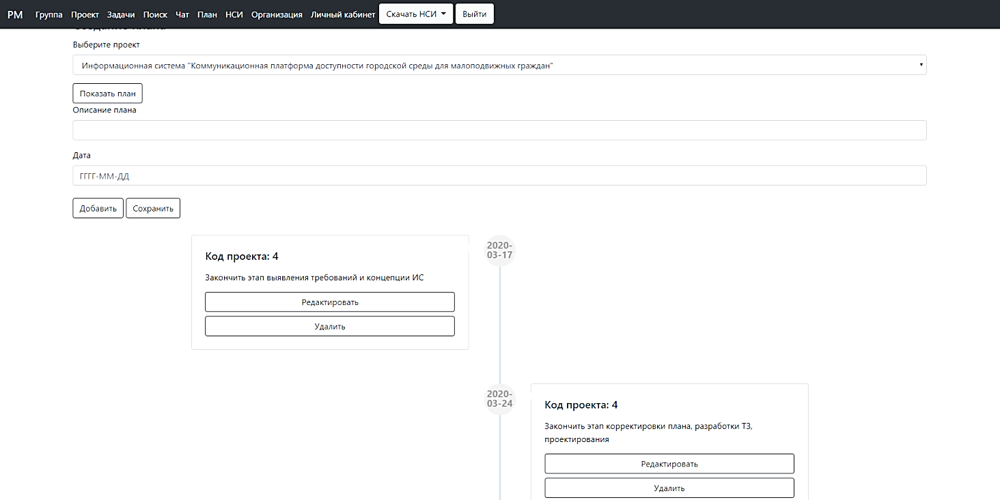 PM Группа Проект Задачи Поиск Чат План НСИ Организация Личный кабинет Скачать НСИ Выйти
Выберите проект
Информационная система "Коммуникационная платформа доступности городской среды для малоподвижных граждан"
Показать план
Описание плана
Дата
ГГГГ-ММ-ДД
Добавить Сохранить
2020-
03-17
Код проекта: 4
Закончить этап выявления требований и концепции ИС
Редактировать
Удалить
2020-
03-24
Код проекта: 4
Закончить этап корректировки плана, разработки ТЗ,
проектирования
Редактировать
Удалить